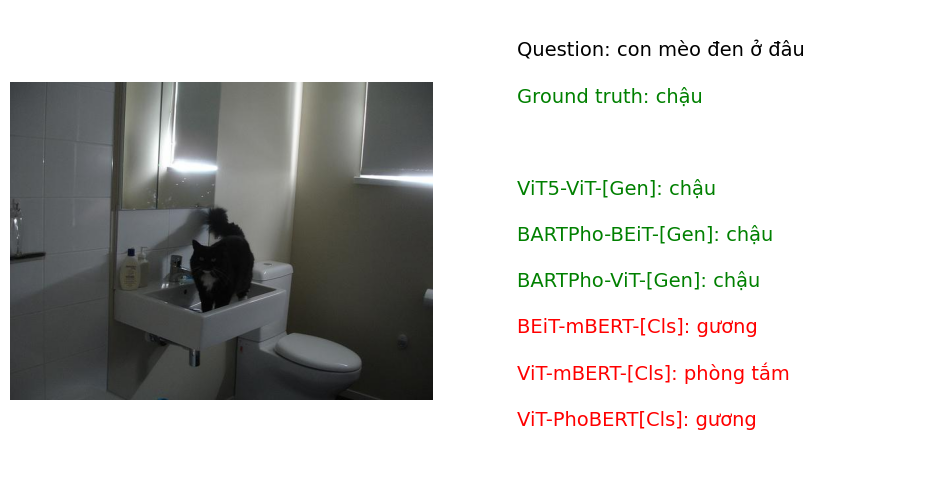 Question: con mèo đen ở đâu
Ground truth: chậu
ViT5-ViT-[Gen]: chậu
BARTPho-BEiT-[Gen]: chậu
BARTPho-ViT-[Gen]: chậu
BEiT-mBERT-[Cls]: gương
ViT-mBERT-[Cls]: phòng tắm
ViT-PhoBERT[Cls]: gương